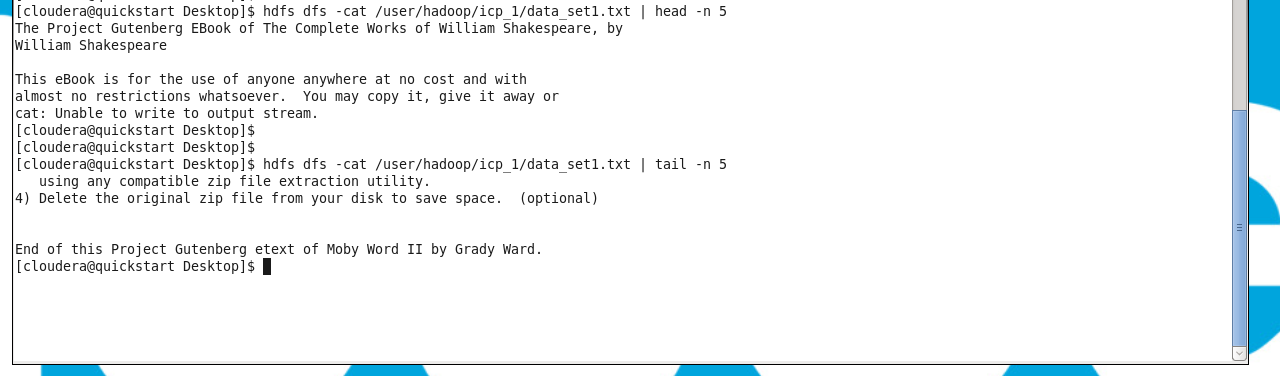 [cloudera@quickstart Desktop]$ hdfs dfs -cat /user/hadoop/icp_1/data_set1.txt | head -n 5
The Project Gutenberg EBook of The Complete Works of William Shakespeare, by
William Shakespeare
This eBook is for the use of anyone anywhere at no cost and with
almost no restrictions whatsoever.  You may copy it, give it away or
cat: Unable to write to output stream.
[cloudera@quickstart Desktop]$
[cloudera@quickstart Desktop]$
[cloudera@quickstart Desktop]$ hdfs dfs -cat /user/hadoop/icp_1/data_set1.txt | tail -n 5
   using any compatible zip file extraction utility.
4) Delete the original zip file from your disk to save space.  (optional)
End of this Project Gutenberg etext of Moby Word II by Grady Ward.
[cloudera@quickstart Desktop]$